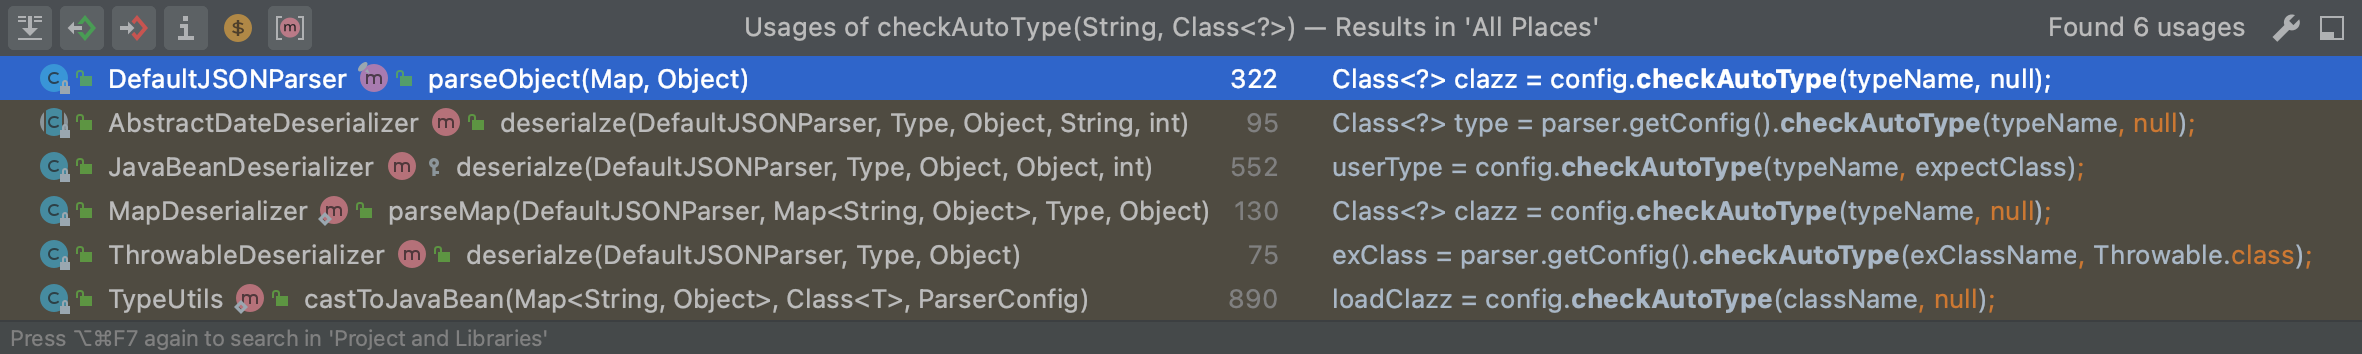 Usages of checkAutoType(String, Class<?>) — Results in 'All Places' Found 6 usages
DefaultJSONParser m parseObject(Map, Object) 322 Class<?> clazz = config.checkAutoType(typeName, null);
AbstractDateDeserializer m deserialze(DefaultJSONParser, Type, Object, String, int) 95 Class<?> type = parser.getConfig().checkAutoType(typeName, null);
JavaBeanDeserializer m deserialze(DefaultJSONParser, Type, Object, Object, int) 552 userType = config.checkAutoType(typeName, expectClass);
MapDeserializer m parseMap(DefaultJSONParser, Map<String, Object>, Type, Object) 130 Class<?> clazz = config.checkAutoType(typeName, null);
ThrowableDeserializer m deserialze(DefaultJSONParser, Type, Object) 75 exClass = parser.getConfig().checkAutoType(exClassName, Throwable.class);
TypeUtils m castToJavaBean(Map<String, Object>, Class<T>, ParserConfig) 890 loadClazz = config.checkAutoType(className, null);
Press ⌥⌘F7 again to search in 'Project and Libraries'